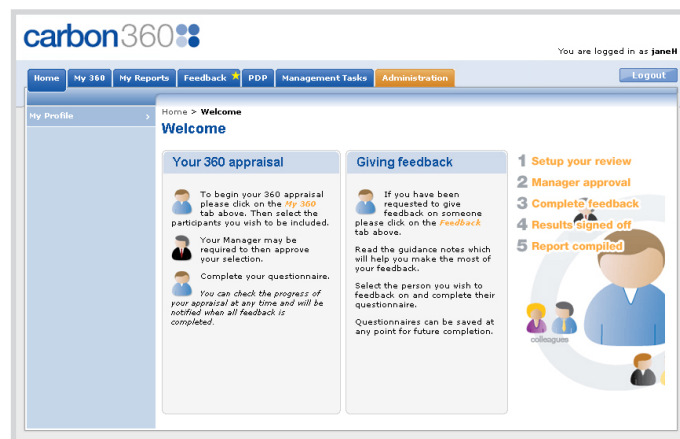 carbon360
You are logged in as janeH
Home My 360 My Reports Feedback PDP Management Tasks Administration
Logout
My Profile
Home > Welcome
Welcome
Your 360 appraisal
To begin your 360 appraisal
please click on the My 360
tab above. Then select the
participants you wish to be included.
Your Manager may be
required to then approve
your selection.
Complete your questionnaire.
You can check the progress of
your appraisal at any time and will be
notified when all feedback is
completed.
Giving feedback
If you have been
requested to give
feedback on someone
please click on the Feedback
tab above.
Read the guidance notes which
will help you make the most of
your feedback.
Select the person you wish to
feedback on and complete their
questionnaire.
Questionnaires can be saved at
any point for future completion.
1 Setup your review
2 Manager approval
3 Complete feedback
4 Results signed off
5 Report compiled
colleagues